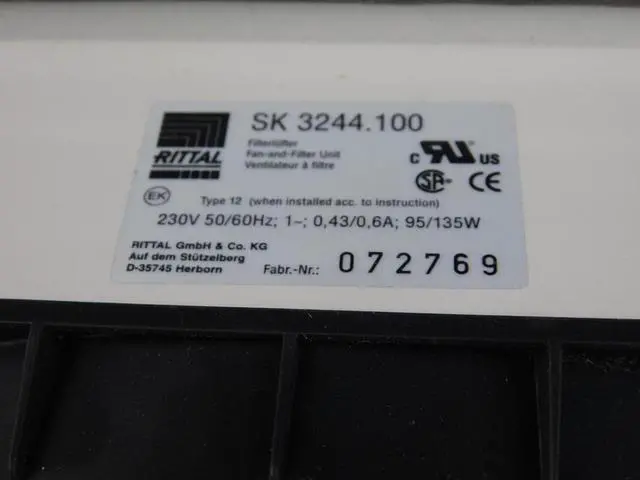 SK 3244.100
RITTAL
Filterlüfter
Fan-and-Filter Unit
Ventilateur à filtre
c RU US
SA CE
EK
Type 12 (when installed acc. to instruction)
230V 50/60Hz; 1~; 0,43/0,6A; 95/135W
RITTAL GmbH & Co. KG
Auf dem Stützelberg
D-35745 Herborn
Fabr.-Nr.: 072769